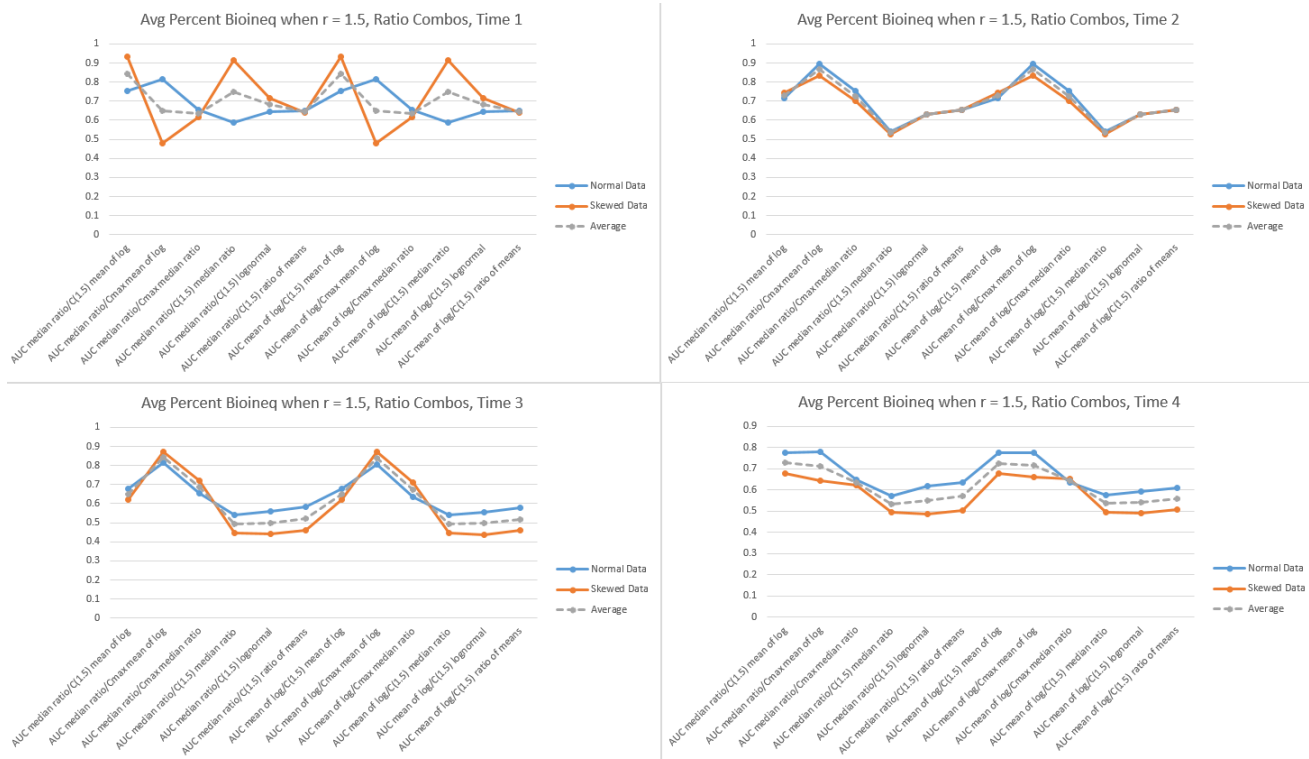 Avg Percent Bioineq when r = 1.5, Ratio Combos, Time 1
1
0.9
0.8
0.7
0.6
0.5
0.4
0.3
0.2
0.1
0
Normal Data
Skewed Data
Average
AUC median ratio/C(1.5) mean of log
AUC median ratio/Cmax mean of log
AUC median ratio/Cmax median ratio
AUC median ratio/C(1.5) median ratio
AUC median ratio/C(1.5) lognormal
AUC median ratio/C(1.5) ratio of means
AUC mean of log/C(1.5) mean of log
AUC mean of log/Cmax mean of log
AUC mean of log/Cmax median ratio
AUC mean of log/C(1.5) median ratio
AUC mean of log/C(1.5) lognormal
AUC mean of log/C(1.5) ratio of means
Avg Percent Bioineq when r = 1.5, Ratio Combos, Time 2
1
0.9
0.8
0.7
0.6
0.5
0.4
0.3
0.2
0.1
0
Normal Data
Skewed Data
Average
AUC median ratio/C(1.5) mean of log
AUC median ratio/Cmax mean of log
AUC median ratio/Cmax median ratio
AUC median ratio/C(1.5) median ratio
AUC median ratio/C(1.5) lognormal
AUC median ratio/C(1.5) ratio of means
AUC mean of log/C(1.5) mean of log
AUC mean of log/Cmax mean of log
AUC mean of log/Cmax median ratio
AUC mean of log/C(1.5) median ratio
AUC mean of log/C(1.5) lognormal
AUC mean of log/C(1.5) ratio of means
Avg Percent Bioineq when r = 1.5, Ratio Combos, Time 3
1
0.9
0.8
0.7
0.6
0.5
0.4
0.3
0.2
0.1
0
Normal Data
Skewed Data
Average
AUC median ratio/C(1.5) mean of log
AUC median ratio/Cmax mean of log
AUC median ratio/Cmax median ratio
AUC median ratio/C(1.5) median ratio
AUC median ratio/C(1.5) lognormal
AUC median ratio/C(1.5) ratio of means
AUC mean of log/C(1.5) mean of log
AUC mean of log/Cmax mean of log
AUC mean of log/Cmax median ratio
AUC mean of log/C(1.5) median ratio
AUC mean of log/C(1.5) lognormal
AUC mean of log/C(1.5) ratio of means
Avg Percent Bioineq when r = 1.5, Ratio Combos, Time 4
0.9
0.8
0.7
0.6
0.5
0.4
0.3
0.2
0.1
0
Normal Data
Skewed Data
Average
AUC median ratio/C(1.5) mean of log
AUC median ratio/Cmax mean of log
AUC median ratio/Cmax median ratio
AUC median ratio/C(1.5) median ratio
AUC median ratio/C(1.5) lognormal
AUC median ratio/C(1.5) ratio of means
AUC mean of log/C(1.5) mean of log
AUC mean of log/Cmax mean of log
AUC mean of log/Cmax median ratio
AUC mean of log/C(1.5) median ratio
AUC mean of log/C(1.5) lognormal
AUC mean of log/C(1.5) ratio of means